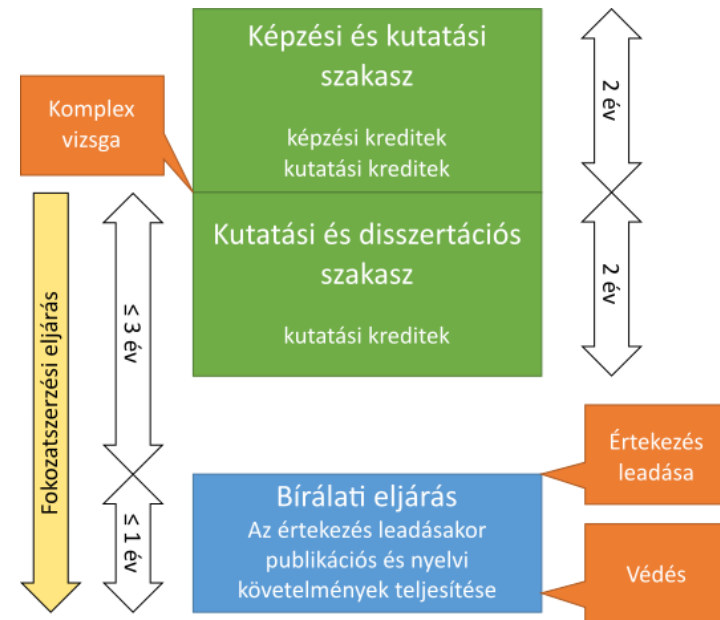 Képzési és kutatási
szakasz
képzési kreditek
kutatási kreditek
2 év
Komplex
vizsga
Kutatási és disszertációs
szakasz
kutatási kreditek
2 év
Fokozatszerzési eljárás
≤ 3 év
≤ 1 év
Értekezés
leadása
Bírálati eljárás
Az értekezés leadásakor
publikációs és nyelvi
követelmények teljesítése
Védés